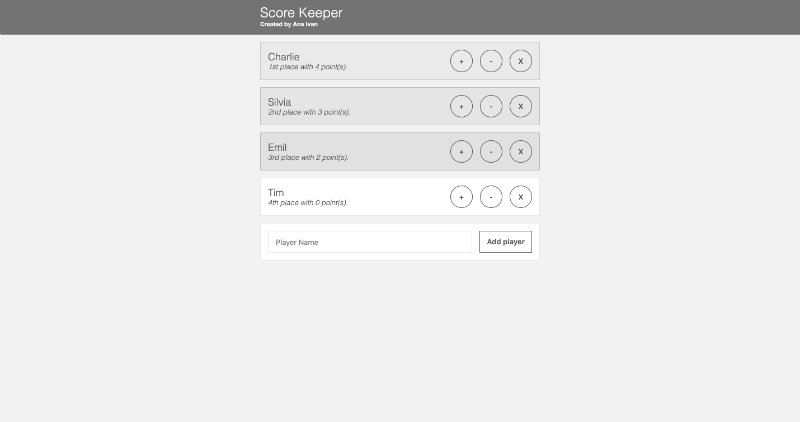 Score Keeper
Created by Ana Ivan
Charlie
1st place with 4 point(s).
+ - X
Silvia
2nd place with 3 point(s).
+ - X
Emil
3rd place with 2 point(s).
+ - X
Tim
4th place with 0 point(s).
+ - X
Player Name
Add player